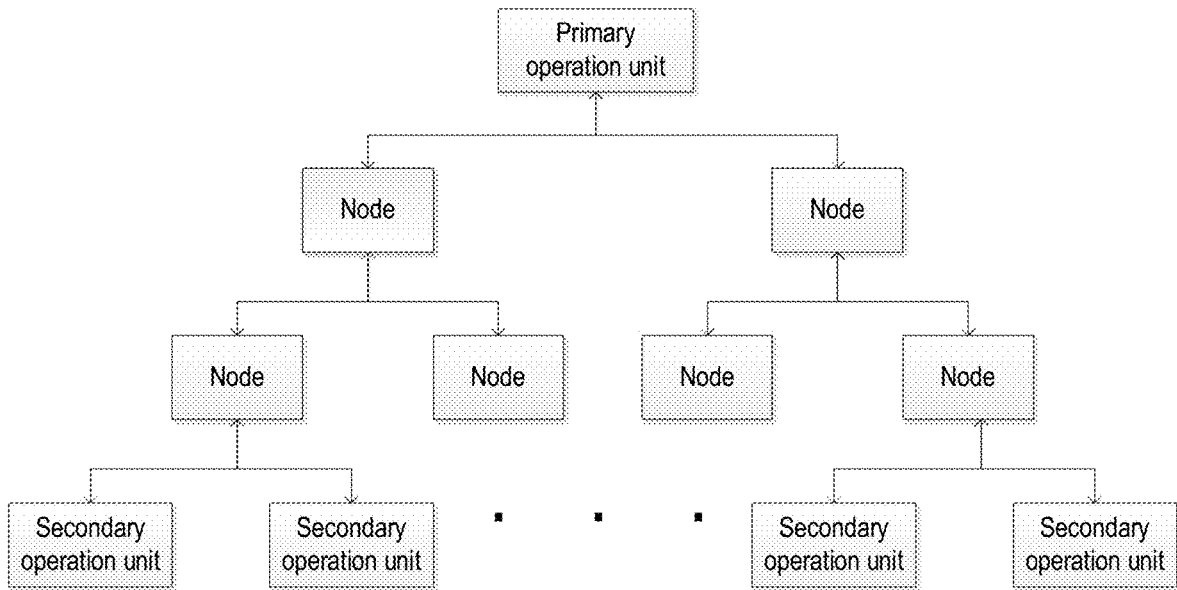 Primary
operation unit
Node
Node
Node
Node
Node
Node
Secondary
operation unit
Secondary
operation unit
Secondary
operation unit
Secondary
operation unit